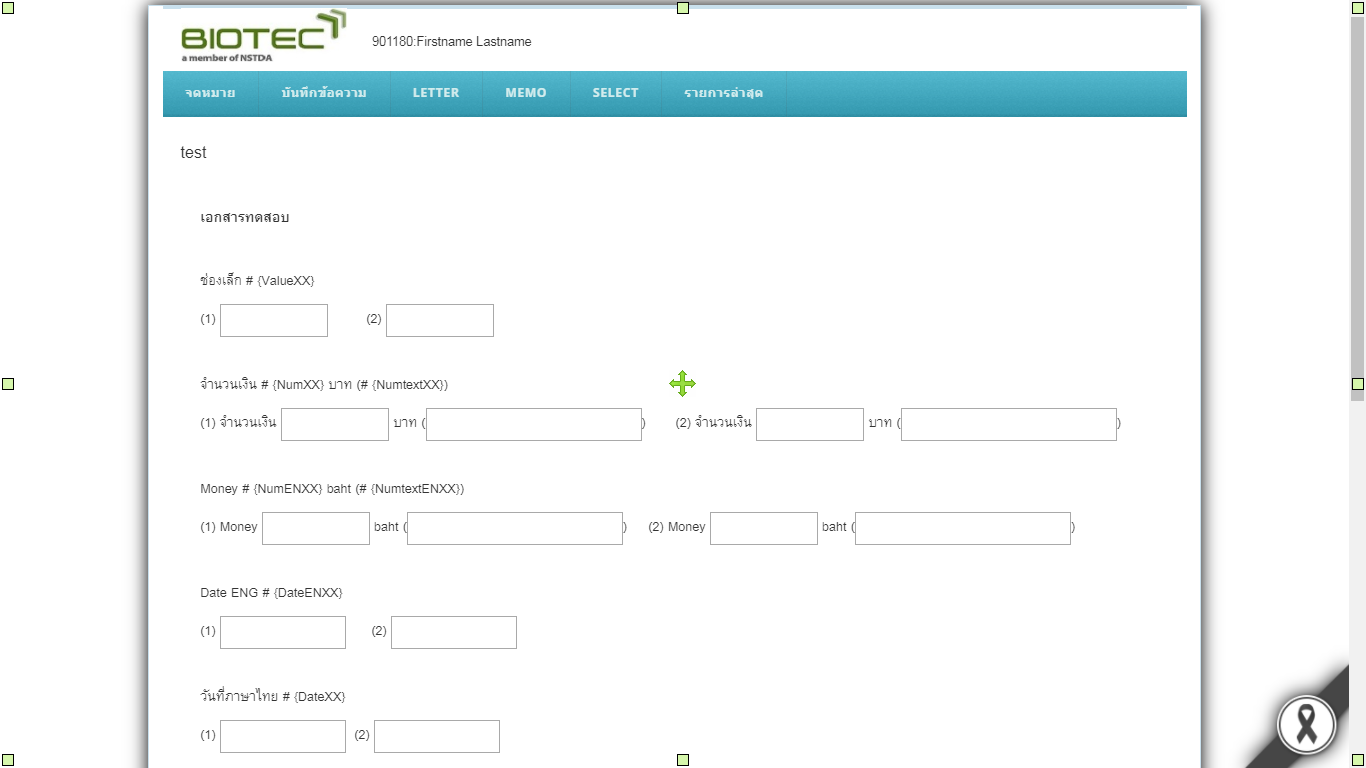 BIOTEC
a member of NSTDA
901180:Firstname Lastname
จดหมาย บันทึกข้อความ LETTER MEMO SELECT รายการล่าสุด
test
เอกสารทดสอบ
ช่องเล็ก # {ValueXX}
(1) (2)
จำนวนเงิน # {NumXX} บาท (# {NumtextXX})
(1) จำนวนเงิน บาท ( ) (2) จำนวนเงิน บาท ( )
Money # {NumENXX} baht (# {NumtextENXX})
(1) Money baht ( ) (2) Money baht ( )
Date ENG # {DateENXX}
(1) (2)
วันที่ภาษาไทย # {DateXX}
(1) (2)